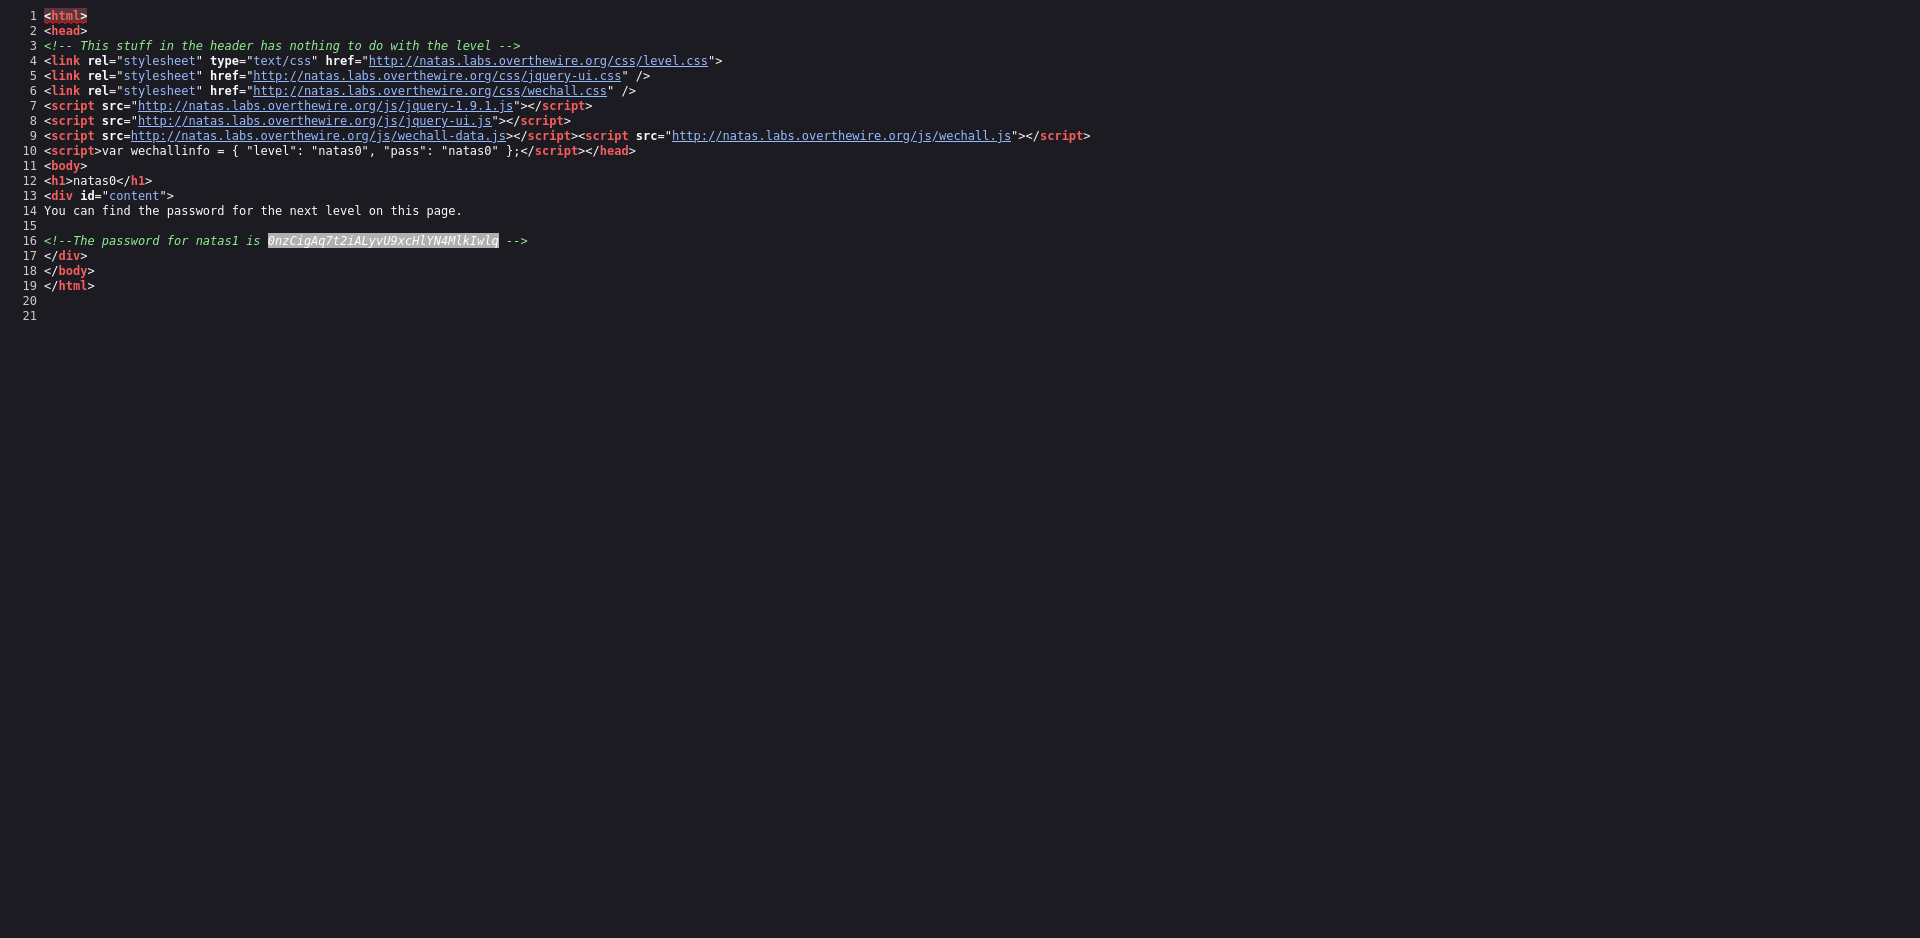 1 <html>
2 <head>
3 <!-- This stuff in the header has nothing to do with the level -->
4 <link rel="stylesheet" type="text/css" href="http://natas.labs.overthewire.org/css/level.css">
5 <link rel="stylesheet" href="http://natas.labs.overthewire.org/css/jquery-ui.css" />
6 <link rel="stylesheet" href="http://natas.labs.overthewire.org/css/wechall.css" />
7 <script src="http://natas.labs.overthewire.org/js/jquery-1.9.1.js"></script>
8 <script src="http://natas.labs.overthewire.org/js/jquery-ui.js"></script>
9 <script src=http://natas.labs.overthewire.org/js/wechall-data.js></script><script src="http://natas.labs.overthewire.org/js/wechall.js"></script>
10 <script>var wechallinfo = { "level": "natas0", "pass": "natas0" };</script></head>
11 <body>
12 <h1>natas0</h1>
13 <div id="content">
14 You can find the password for the next level on this page.
15
16 <!--The password for natas1 is 0nzCigAq7t2iALyvU9xcHlYN4MlkIwlq -->
17 </div>
18 </body>
19 </html>
20
21